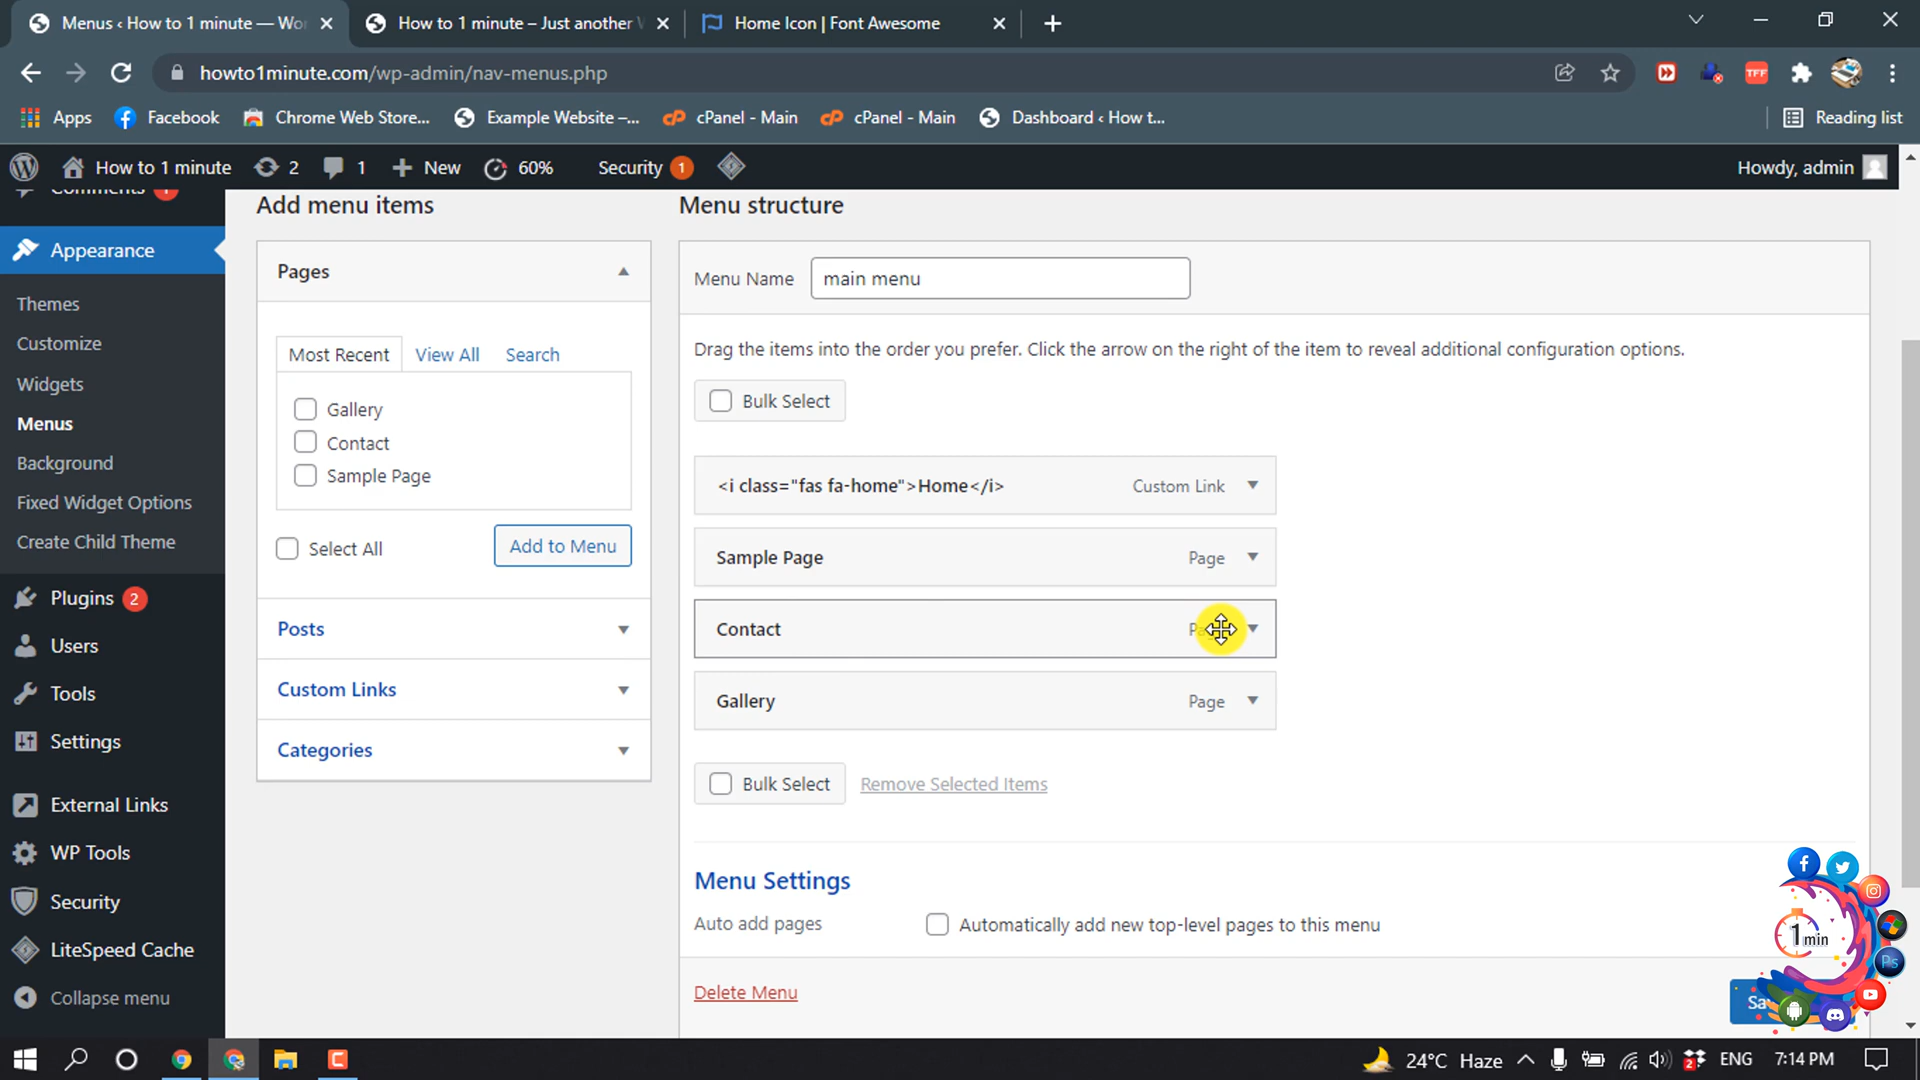 Menus ‹ How to 1 minute — Wor
How to 1 minute – Just another W
Home Icon | Font Awesome
howto1minute.com/wp-admin/nav-menus.php
Apps
Facebook
Chrome Web Store...
Example Website –...
cPanel - Main
cPanel - Main
Dashboard ‹ How t...
Reading list
How to 1 minute
2
1
New
60%
Security 1
Howdy, admin
Comments
Appearance
Themes
Customize
Widgets
Menus
Background
Fixed Widget Options
Create Child Theme
Plugins 2
Users
Tools
Settings
External Links
WP Tools
Security
LiteSpeed Cache
Collapse menu
Add menu items
Pages
Most Recent
View All
Search
Gallery
Contact
Sample Page
Select All
Add to Menu
Posts
Custom Links
Categories
Menu structure
Menu Name
main menu
Drag the items into the order you prefer. Click the arrow on the right of the item to reveal additional configuration options.
Bulk Select
<i class="fas fa-home">Home</i>
Custom Link
Sample Page
Page
Contact
Gallery
Page
Bulk Select
Remove Selected Items
Menu Settings
Auto add pages
Automatically add new top-level pages to this menu
Delete Menu
1min
Ps
TFF
24°C Haze
2
ENG
7:14 PM